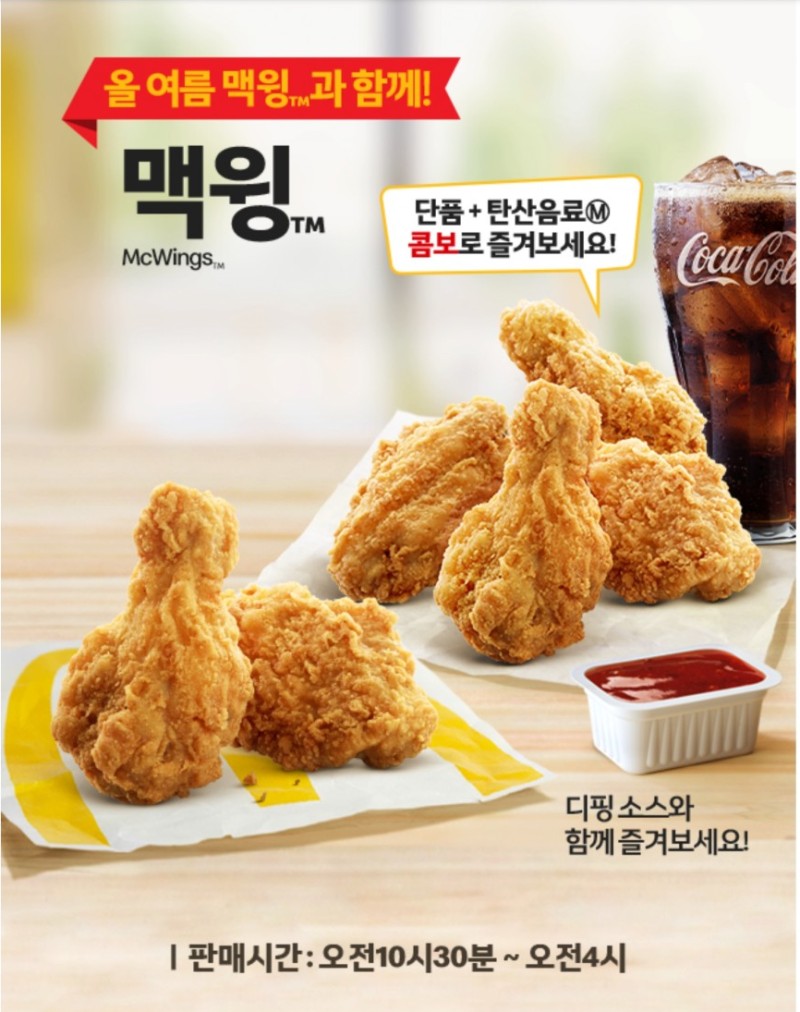 올 여름 맥윙™과 함께!
맥윙™
McWings™
단품 + 탄산음료Ⓜ
콤보로 즐겨보세요!
Coca-Cola
디핑 소스와
함께 즐겨보세요!
| 판매시간 : 오전10시30분 ~ 오전4시